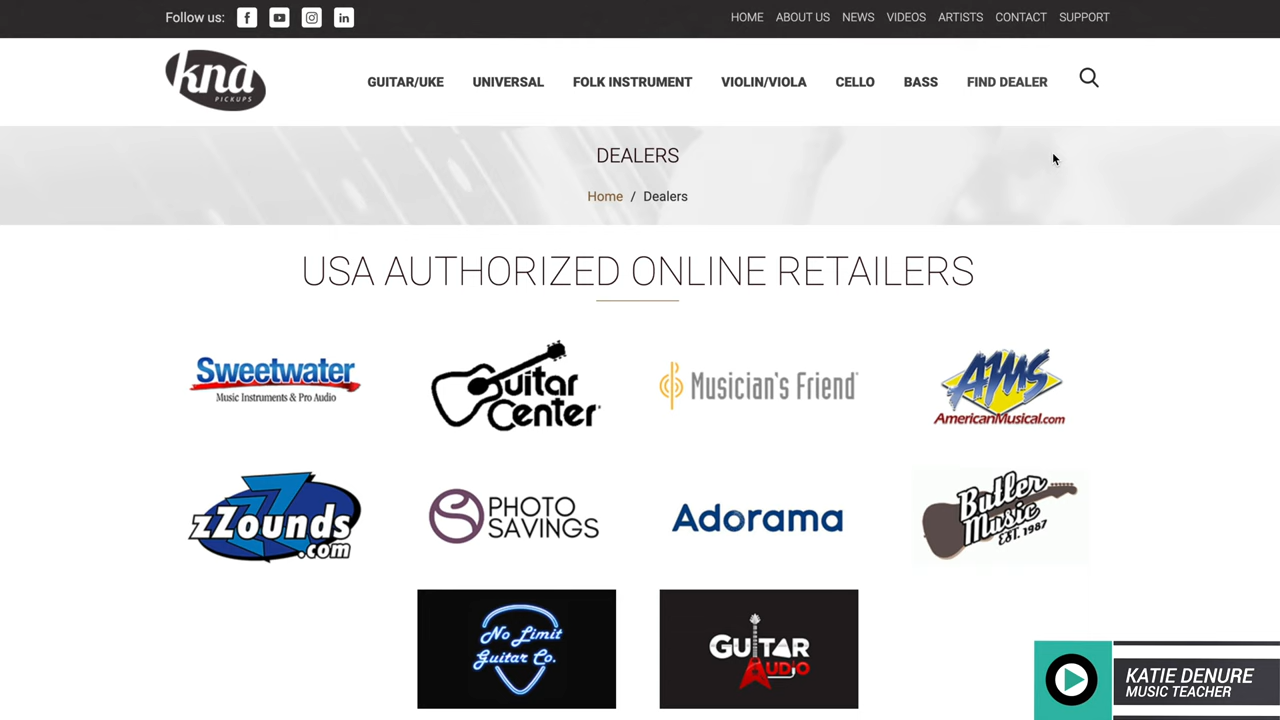 Follow us:
HOME ABOUT US NEWS VIDEOS ARTISTS CONTACT SUPPORT
kna
PICKUPS
GUITAR/UKE UNIVERSAL FOLK INSTRUMENT VIOLIN/VIOLA CELLO BASS FIND DEALER
DEALERS
Home / Dealers
USA AUTHORIZED ONLINE RETAILERS
Sweetwater
Music Instruments & Pro Audio
Guitar
Center
Musician's Friend
AMS
AmericanMusical.com
zZounds
.com
PHOTO
SAVINGS
Adorama
Butler
Music
EST. 1987
No Limit
Guitar Co.
GUITAR
AUDIO
KATIE DENURE
MUSIC TEACHER